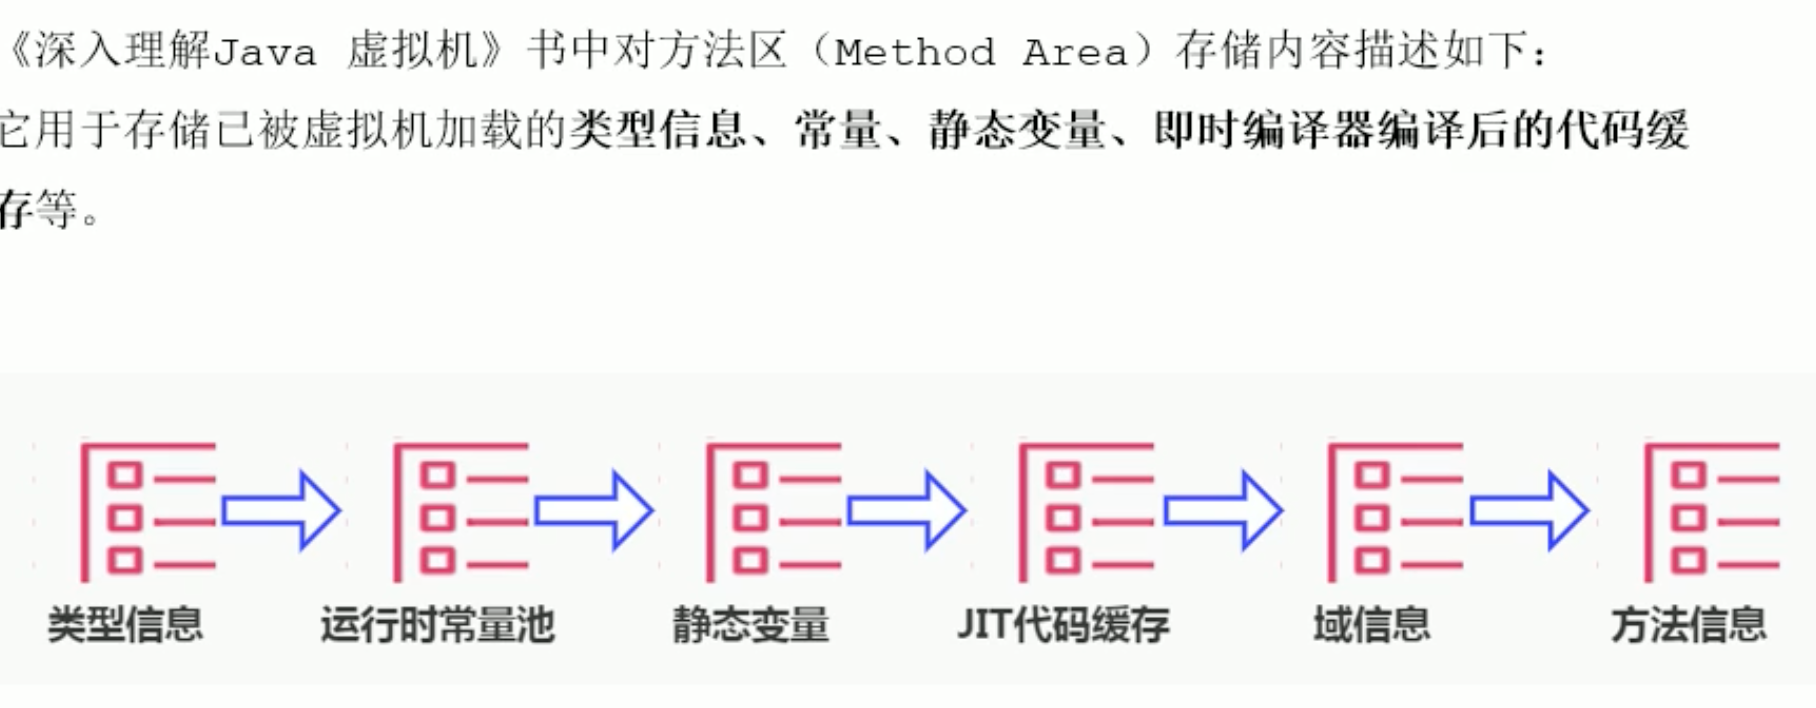 《深入理解Java 虚拟机》书中对方法区（Method Area）存储内容描述如下：
它用于存储已被虚拟机加载的类型信息、常量、静态变量、即时编译器编译后的代码缓
存等。
类型信息
运行时常量池
静态变量
JIT代码缓存
域信息
方法信息